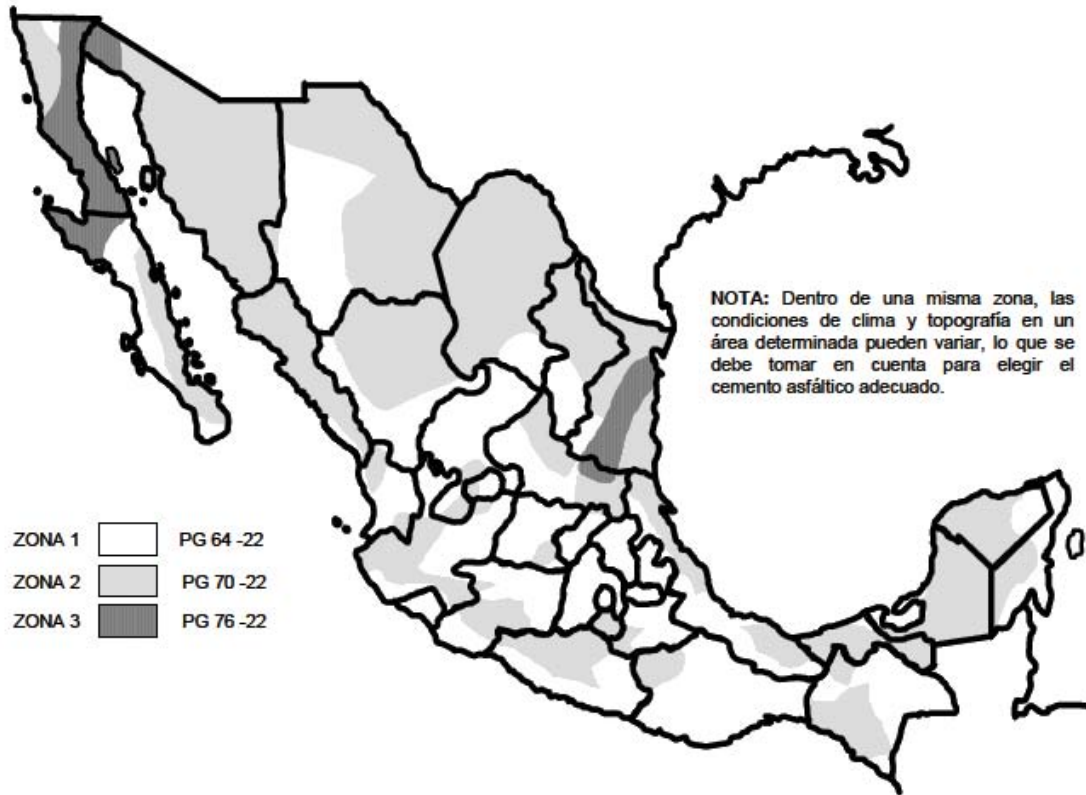 NOTA: Dentro de una misma zona, las
condiciones de clima y topografía en un
área determinada pueden variar, lo que se
debe tomar en cuenta para elegir el
cemento asfáltico adecuado.
ZONA 1 PG 64 -22
ZONA 2 PG 70 -22
ZONA 3 PG 76 -22